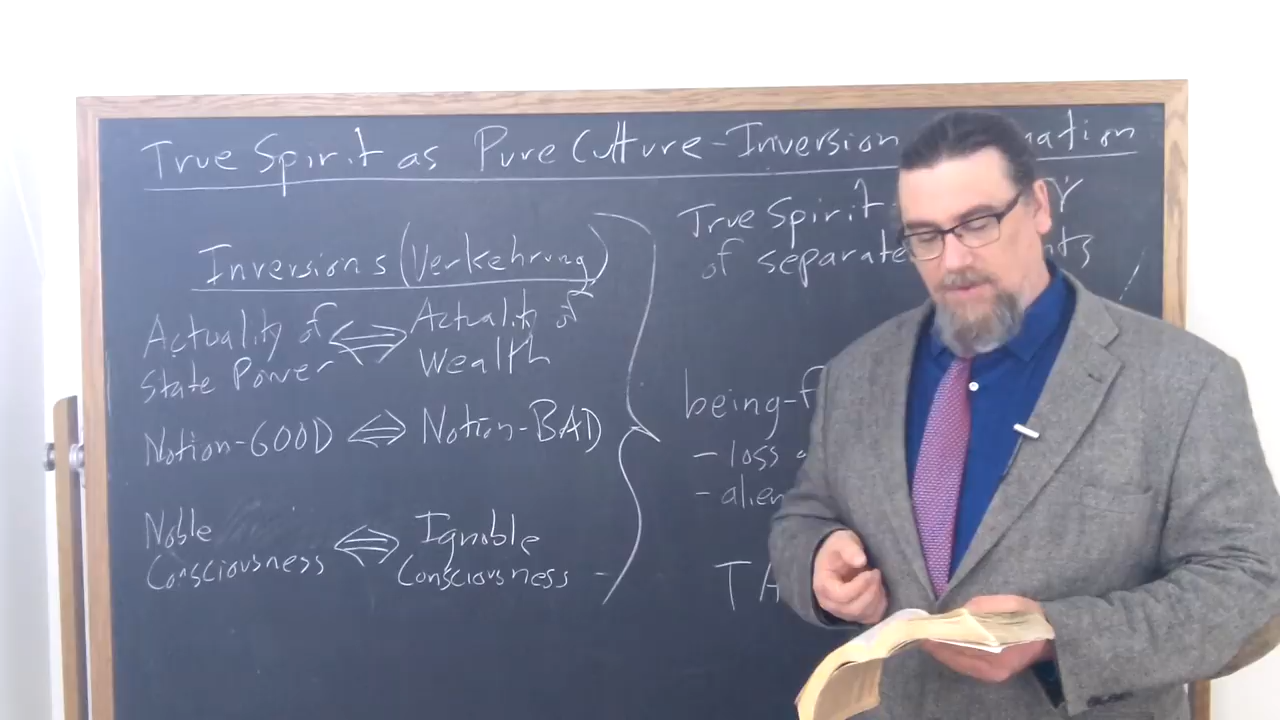 True Spirit as Pure Culture - Inversion
Inversions (Verkehrung)
Actuality of ⇔ Actuality of
State Power Wealth
Notion-GOOD ⇔ Notion-BAD
Noble ⇔ Ignoble
Consciousness Consciousness -
True Spirit -
of separate
being-f
- loss
- alien
TA